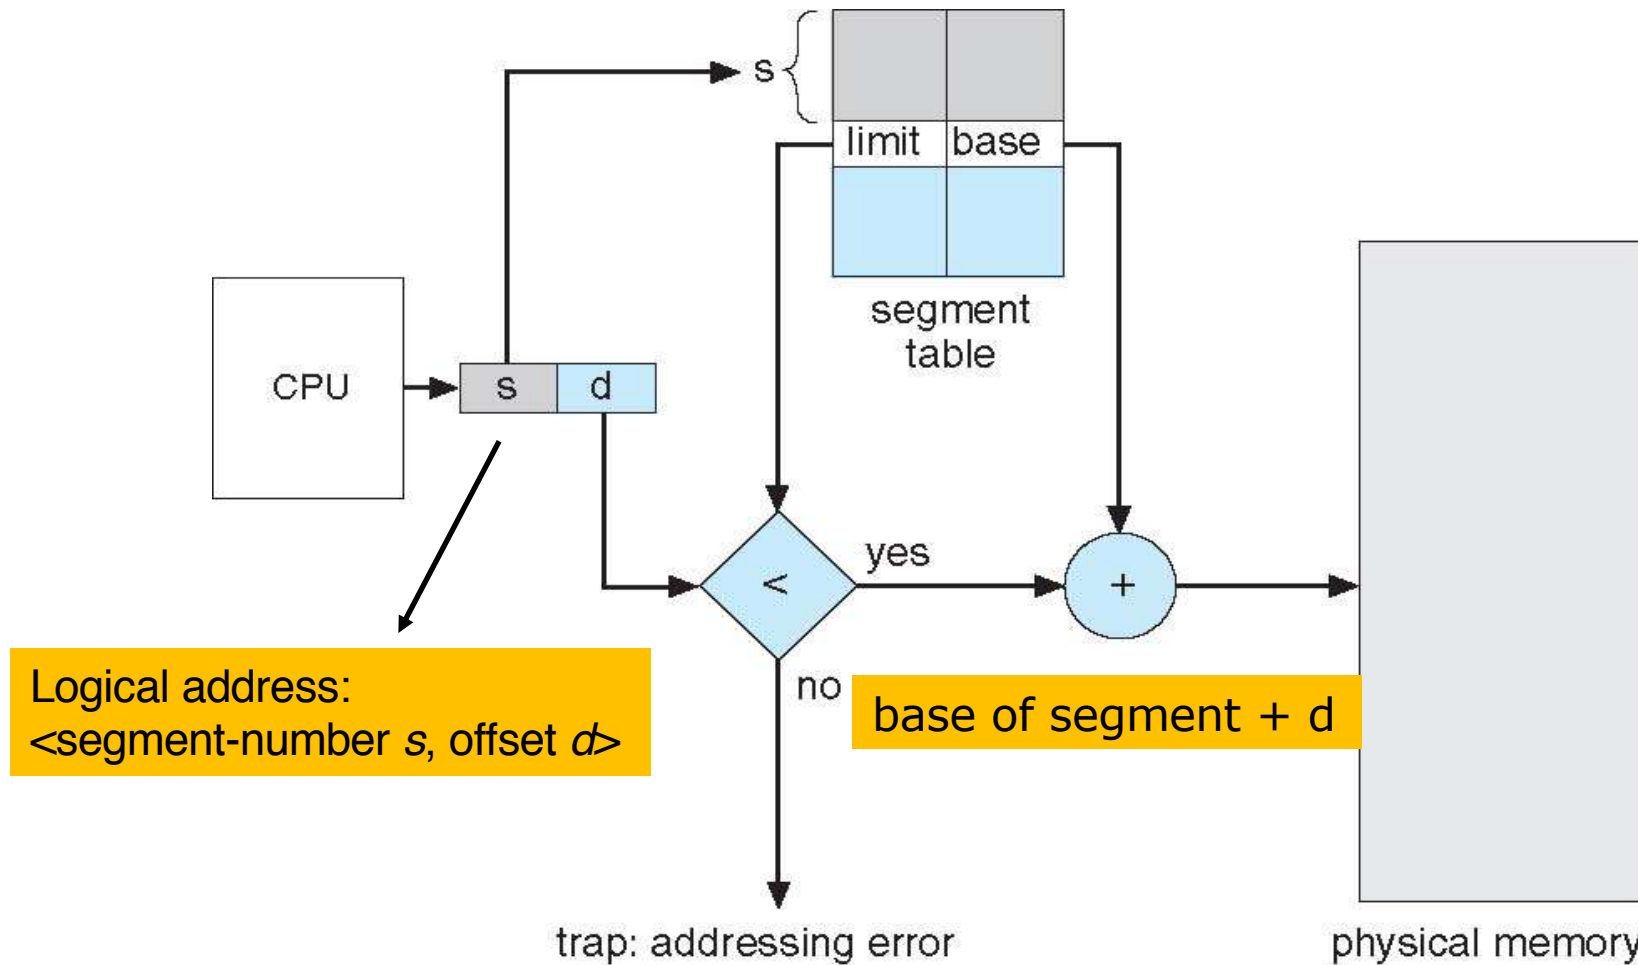 s
limit base
segment
table
CPU
s d
<
yes
+
no
Logical address:
<segment-number s, offset d>
base of segment + d
trap: addressing error
physical memory